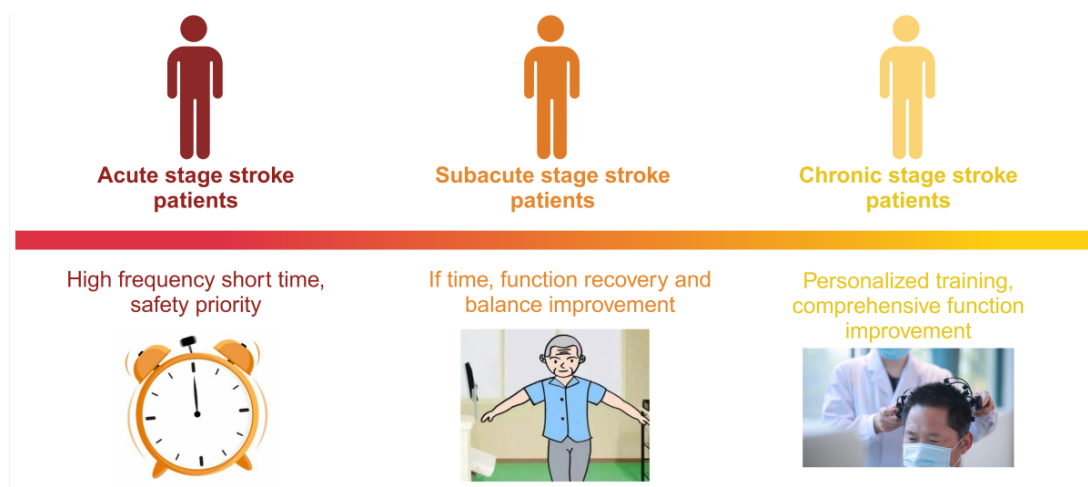 Acute stage stroke
patients
Subacute stage stroke
patients
Chronic stage stroke
patients
High frequency short time,
safety priority
If time, function recovery and
balance improvement
Personalized training,
comprehensive function
improvement